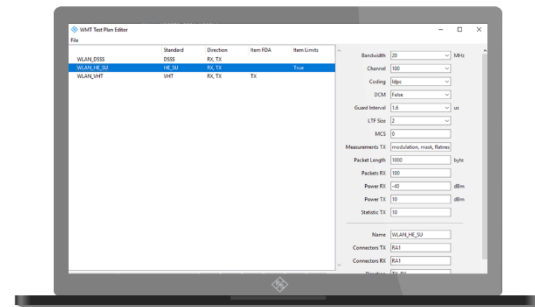 WMT Test Plan Editor
File
Standard Direction Item RDA Item Limits
WLAN_DSSS DSSS RX, TX
WLAN_HE_SU HE_SU RX, TX True
WLAN_VHT VHT RX, TX TX
Bandwidth 20 MHz
Channel 100
Coding ldpc
DCM False
Guard Interval 1.6 us
LTF Size 2
MCS 0
Measurements TX modulation, mask, flatnes
Packet Length 1000 byte
Packets RX 100
Power RX -40 dBm
Power TX 10 dBm
Statistic TX 10
Name WLAN_HE_SU
Connectors TX RA1
Connectors RX RA1